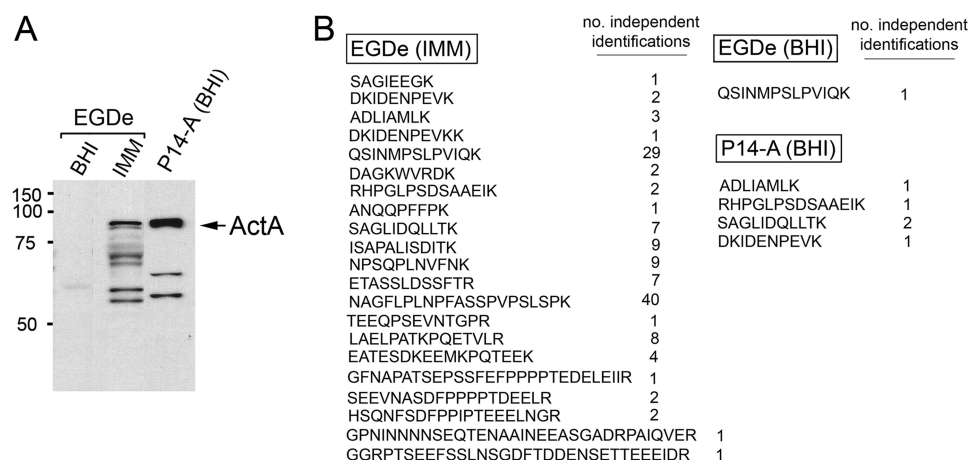 A
EGDe
BHI
IMM
P14-A (BHI)
150
100
75
50
ActA
B
no. independent
identifications
EGDe (IMM)
SAGIEEGK 1
DKIDENPEVK 2
ADLIAMLK 3
DKIDENPEVKK 1
QSINMPSLPVIQK 29
DAGKWVRDK 2
RHPGLPSDSAAEIK 2
ANQQPFFPK 1
SAGLIDQLLTK 7
ISAPALISDITK 9
NPSQPLNVFNK 9
ETASSLDSSFTR 7
NAGFLPLNPFASSPVPSLSPK 40
TEEQPSEVNTGPR 1
LAELPATKPQETVLR 8
EATESDKEEMKPQTEEK 4
GFNAPATSEPSSFEFPPPPTEDELEIIR 1
SEEVNASDFPPPPTDEELR 2
HSQNFSDFPPIPTEEELNGR 2
GPNINNNNSEQTENAAINEEASGADRPAIQVER 1
GGRPTSEEFSSLNSGDFTDDENSETTEEEIDR 1
no. independent
identifications
EGDe (BHI)
QSINMPSLPVIQK 1
P14-A (BHI)
ADLIAMLK 1
RHPGLPSDSAAEIK 1
SAGLIDQLLTK 2
DKIDENPEVK 1